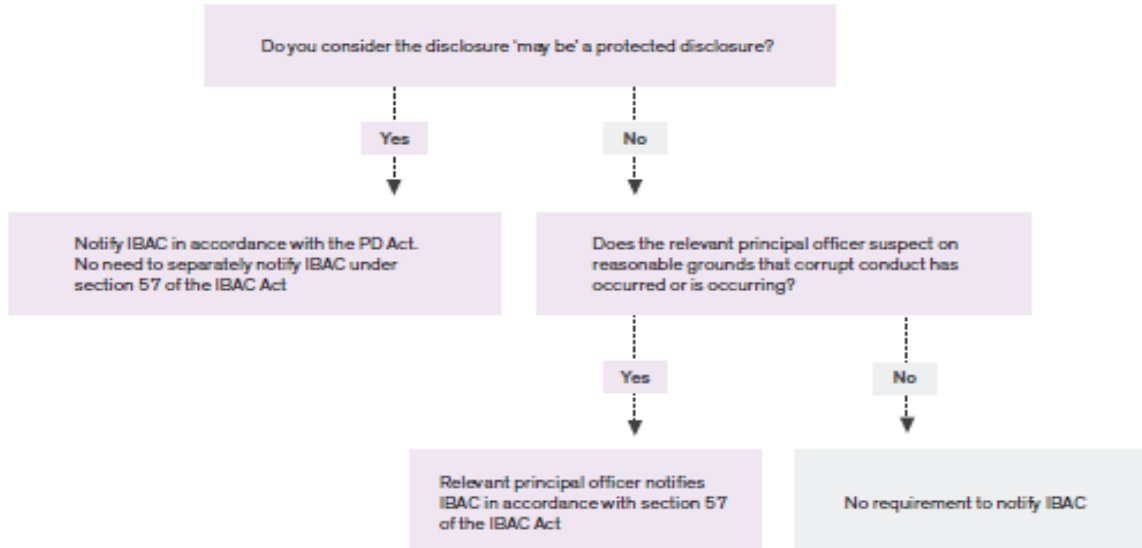 Do you consider the disclosure 'may be' a protected disclosure?
Yes
No
Notify IBAC in accordance with the PD Act.
No need to separately notify IBAC under
section 57 of the IBAC Act
Does the relevant principal officer suspect on
reasonable grounds that corrupt conduct has
occurred or is occurring?
Yes
No
Relevant principal officer notifies
IBAC in accordance with section 57
of the IBAC Act
No requirement to notify IBAC